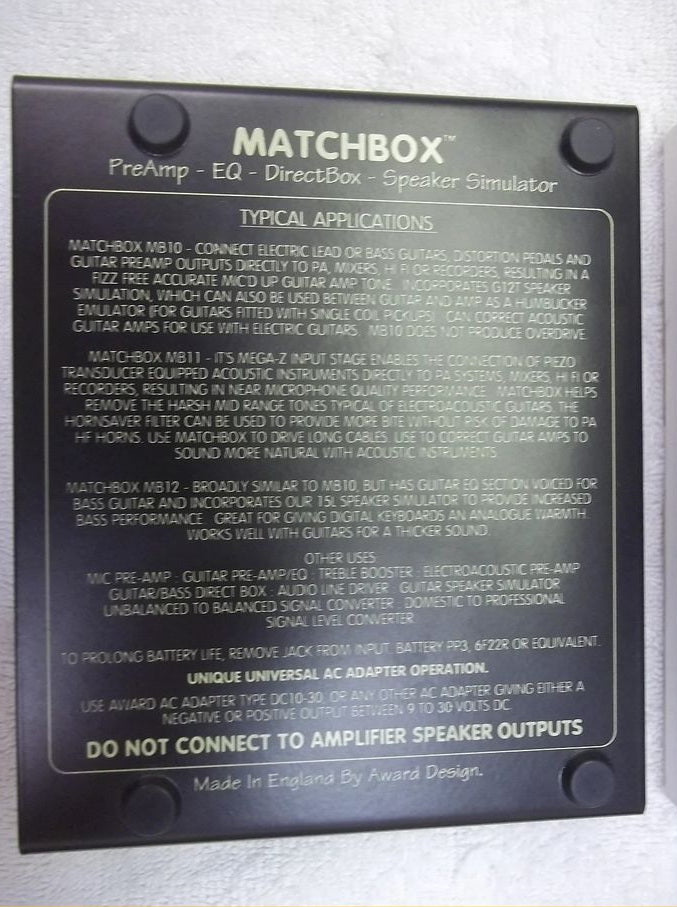 MATCHBOX™
PreAmp - EQ - DirectBox - Speaker Simulator
TYPICAL APPLICATIONS
MATCHBOX MB10 - CONNECT ELECTRIC LEAD OR BASS GUITARS, DISTORTION PEDALS AND
GUITAR PREAMP OUTPUTS DIRECTLY TO PA, MIXERS, HI FI OR RECORDERS, RESULTING IN A
FIZZ FREE ACCURATE MIC'D UP GUITAR AMP TONE. INCORPORATES G12T SPEAKER
SIMULATION, WHICH CAN ALSO BE USED BETWEEN GUITAR AND AMP AS A HUMBUCKER
EMULATOR (FOR GUITARS FITTED WITH SINGLE COIL PICKUPS). CAN CORRECT ACOUSTIC
GUITAR AMPS FOR USE WITH ELECTRIC GUITARS. MB10 DOES NOT PRODUCE OVERDRIVE.
MATCHBOX MB11 - IT'S MEGA-Z INPUT STAGE ENABLES THE CONNECTION OF PIEZO
TRANSDUCER EQUIPPED ACOUSTIC INSTRUMENTS DIRECTLY TO PA SYSTEMS, MIXERS, HI FI OR
RECORDERS, RESULTING IN NEAR MICROPHONE QUALITY PERFORMANCE. MATCHBOX HELPS
REMOVE THE HARSH MID RANGE TONES TYPICAL OF ELECTROACOUSTIC GUITARS. THE
HORNSAVER FILTER CAN BE USED TO PROVIDE MORE BITE WITHOUT RISK OF DAMAGE TO PA
HF HORNS. USE MATCHBOX TO DRIVE LONG CABLES. USE TO CORRECT GUITAR AMPS TO
SOUND MORE NATURAL WITH ACOUSTIC INSTRUMENTS.
MATCHBOX MB12 - BROADLY SIMILAR TO MB10, BUT HAS GUITAR EQ SECTION VOICED FOR
BASS GUITAR AND INCORPORATES OUR 15L SPEAKER SIMULATOR TO PROVIDE INCREASED
BASS PERFORMANCE. GREAT FOR GIVING DIGITAL KEYBOARDS AN ANALOGUE WARMTH.
WORKS WELL WITH GUITARS FOR A THICKER SOUND.
OTHER USES
MIC PRE-AMP : GUITAR PRE-AMP/EQ : TREBLE BOOSTER : ELECTROACOUSTIC PRE-AMP
GUITAR/BASS DIRECT BOX : AUDIO LINE DRIVER : GUITAR SPEAKER SIMULATOR
UNBALANCED TO BALANCED SIGNAL CONVERTER : DOMESTIC TO PROFESSIONAL
SIGNAL LEVEL CONVERTER
TO PROLONG BATTERY LIFE, REMOVE JACK FROM INPUT. BATTERY PP3, 6F22R OR EQUIVALENT.
UNIQUE UNIVERSAL AC ADAPTER OPERATION.
USE AWARD AC ADAPTER TYPE DC10-30, OR ANY OTHER AC ADAPTER GIVING EITHER A
NEGATIVE OR POSITIVE OUTPUT BETWEEN 9 TO 30 VOLTS DC.
DO NOT CONNECT TO AMPLIFIER SPEAKER OUTPUTS
Made In England By Award Design.